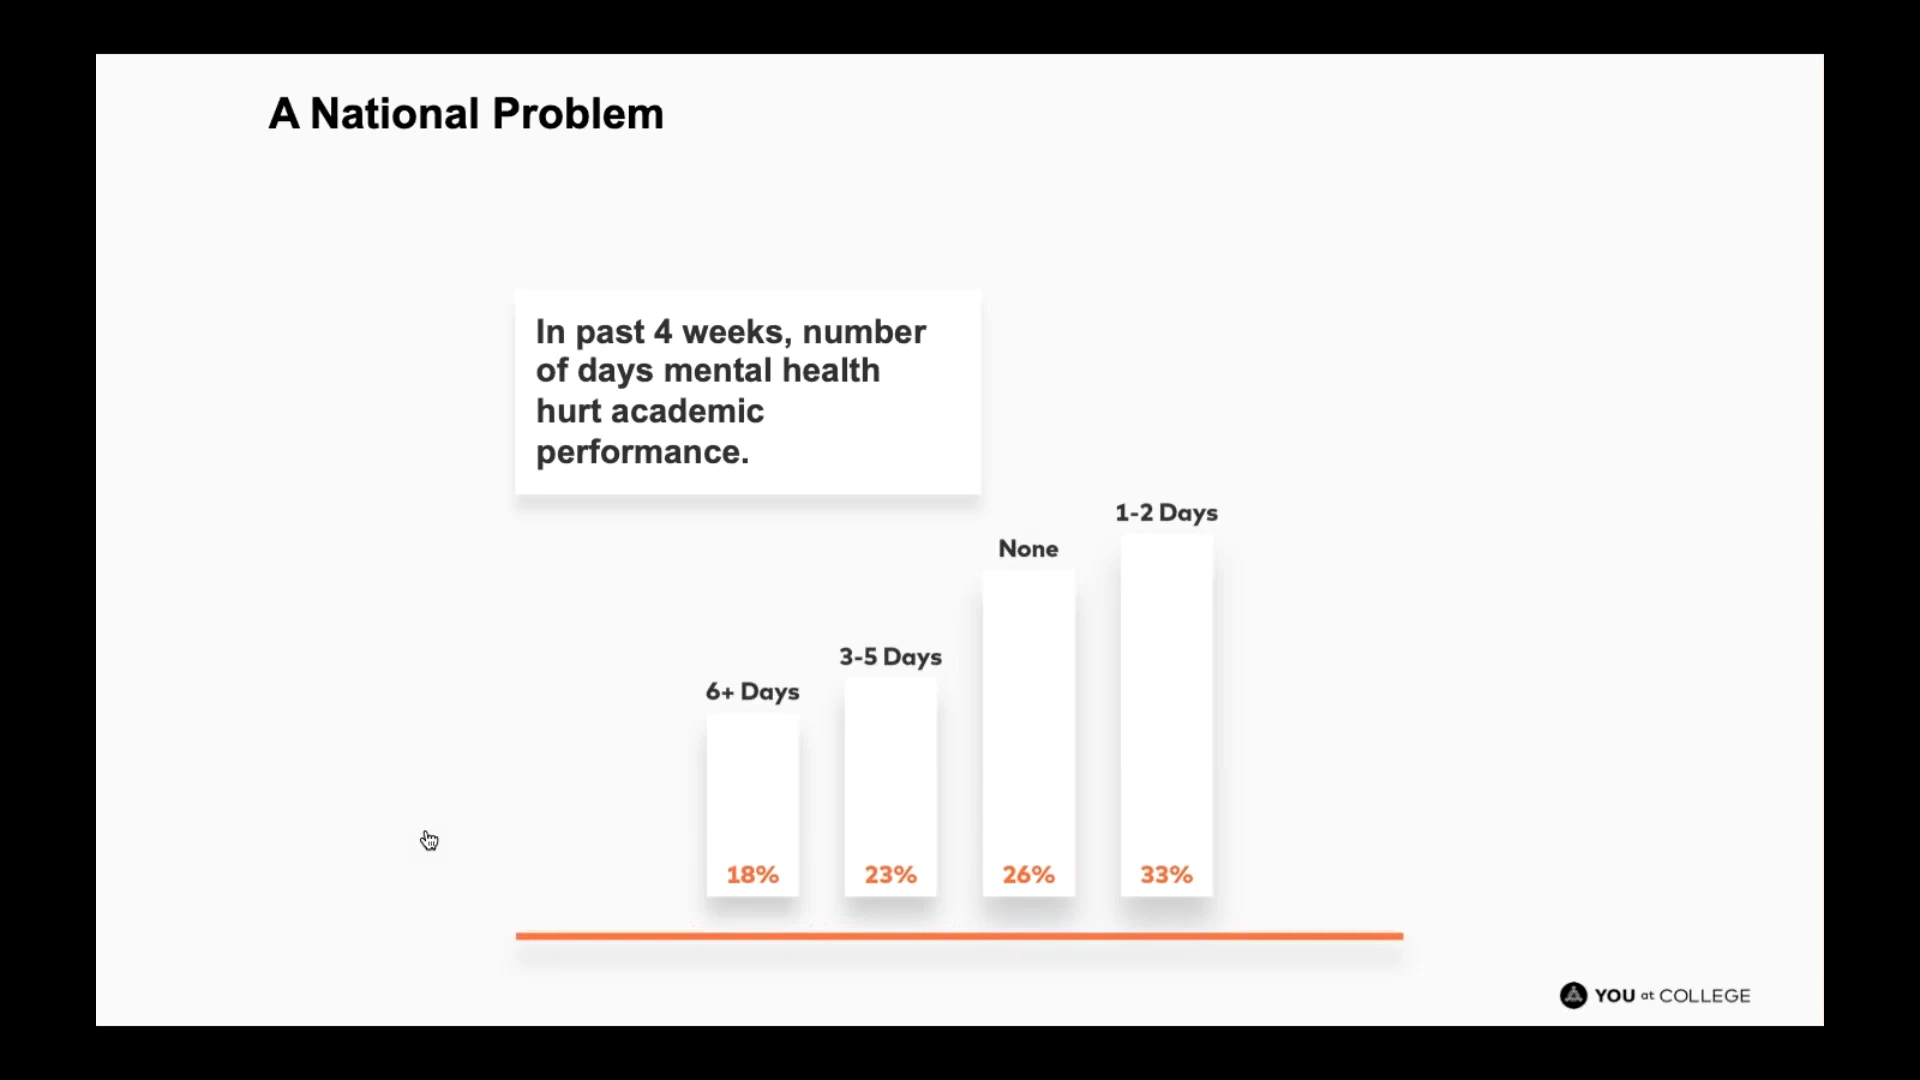 A National Problem
In past 4 weeks, number
of days mental health
hurt academic
performance.
1-2 Days
None
3-5 Days
6+ Days
18% 23% 26% 33%
YOU at COLLEGE